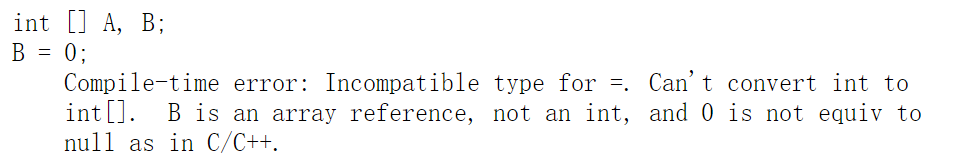 int [] A, B;
B = 0;
Compile-time error: Incompatible type for =. Can't convert int to
int[].  B is an array reference, not an int, and 0 is not equiv to
null as in C/C++.